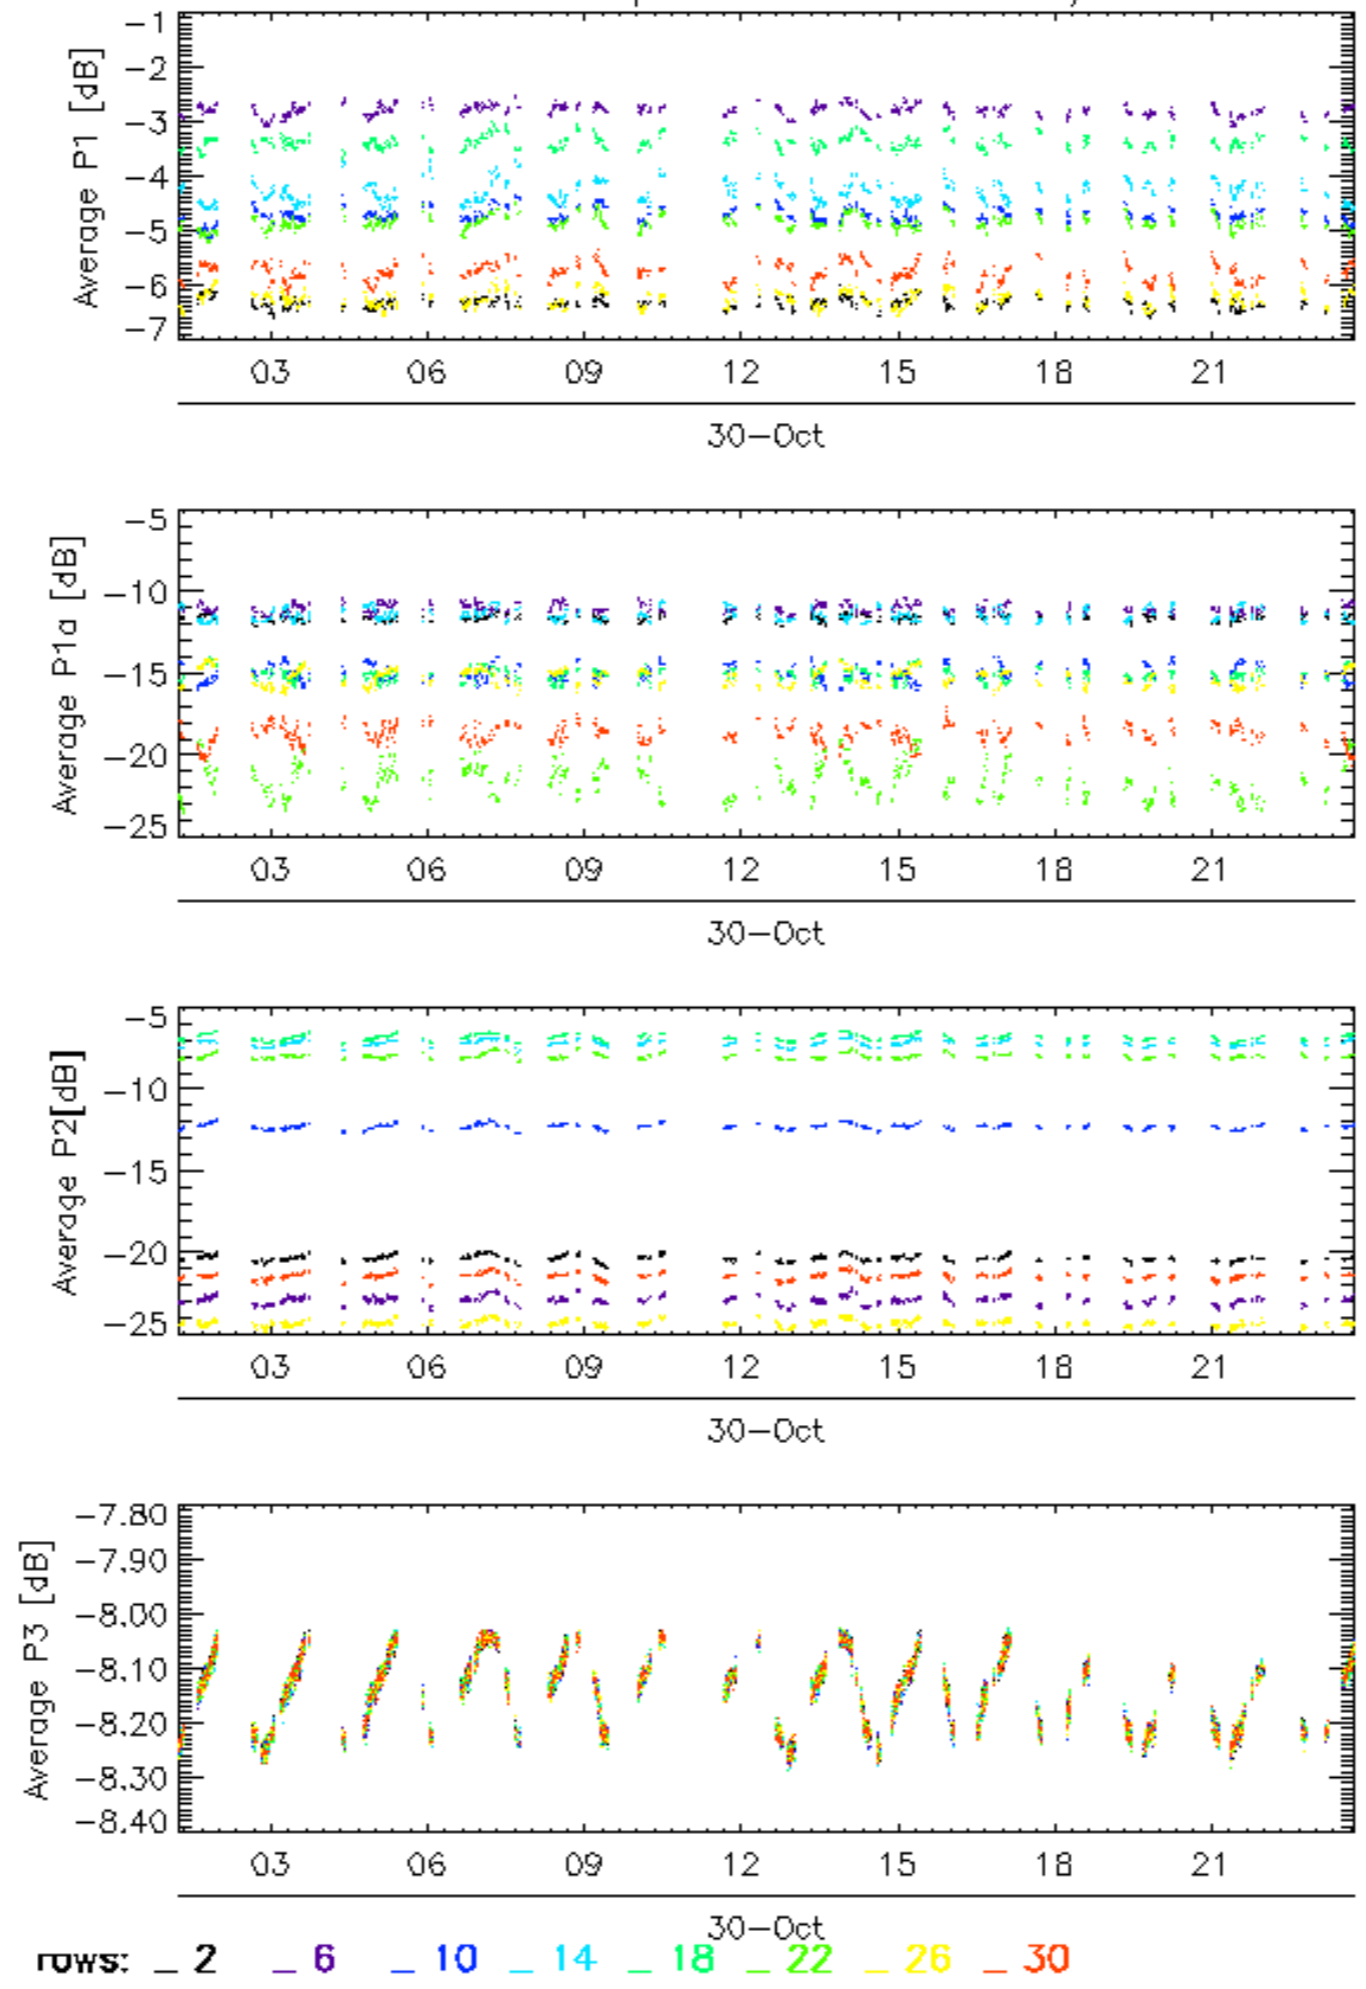 Average P1 [dB]
−1
−2
−3
−4
−5
−6
−7
03 06 09 12 15 18 21
30−Oct
Average P1a [dB]
−5
−10
−15
−20
−25
03 06 09 12 15 18 21
30−Oct
Average P2[dB]
−5
−10
−15
−20
−25
03 06 09 12 15 18 21
30−Oct
Average P3 [dB]
−7.80
−7.90
−8.00
−8.10
−8.20
−8.30
−8.40
03 06 09 12 15 18 21
30−Oct
rows: _ 2 _ 6 _ 10 _ 14 _ 18 _ 22 _ 26 _ 30